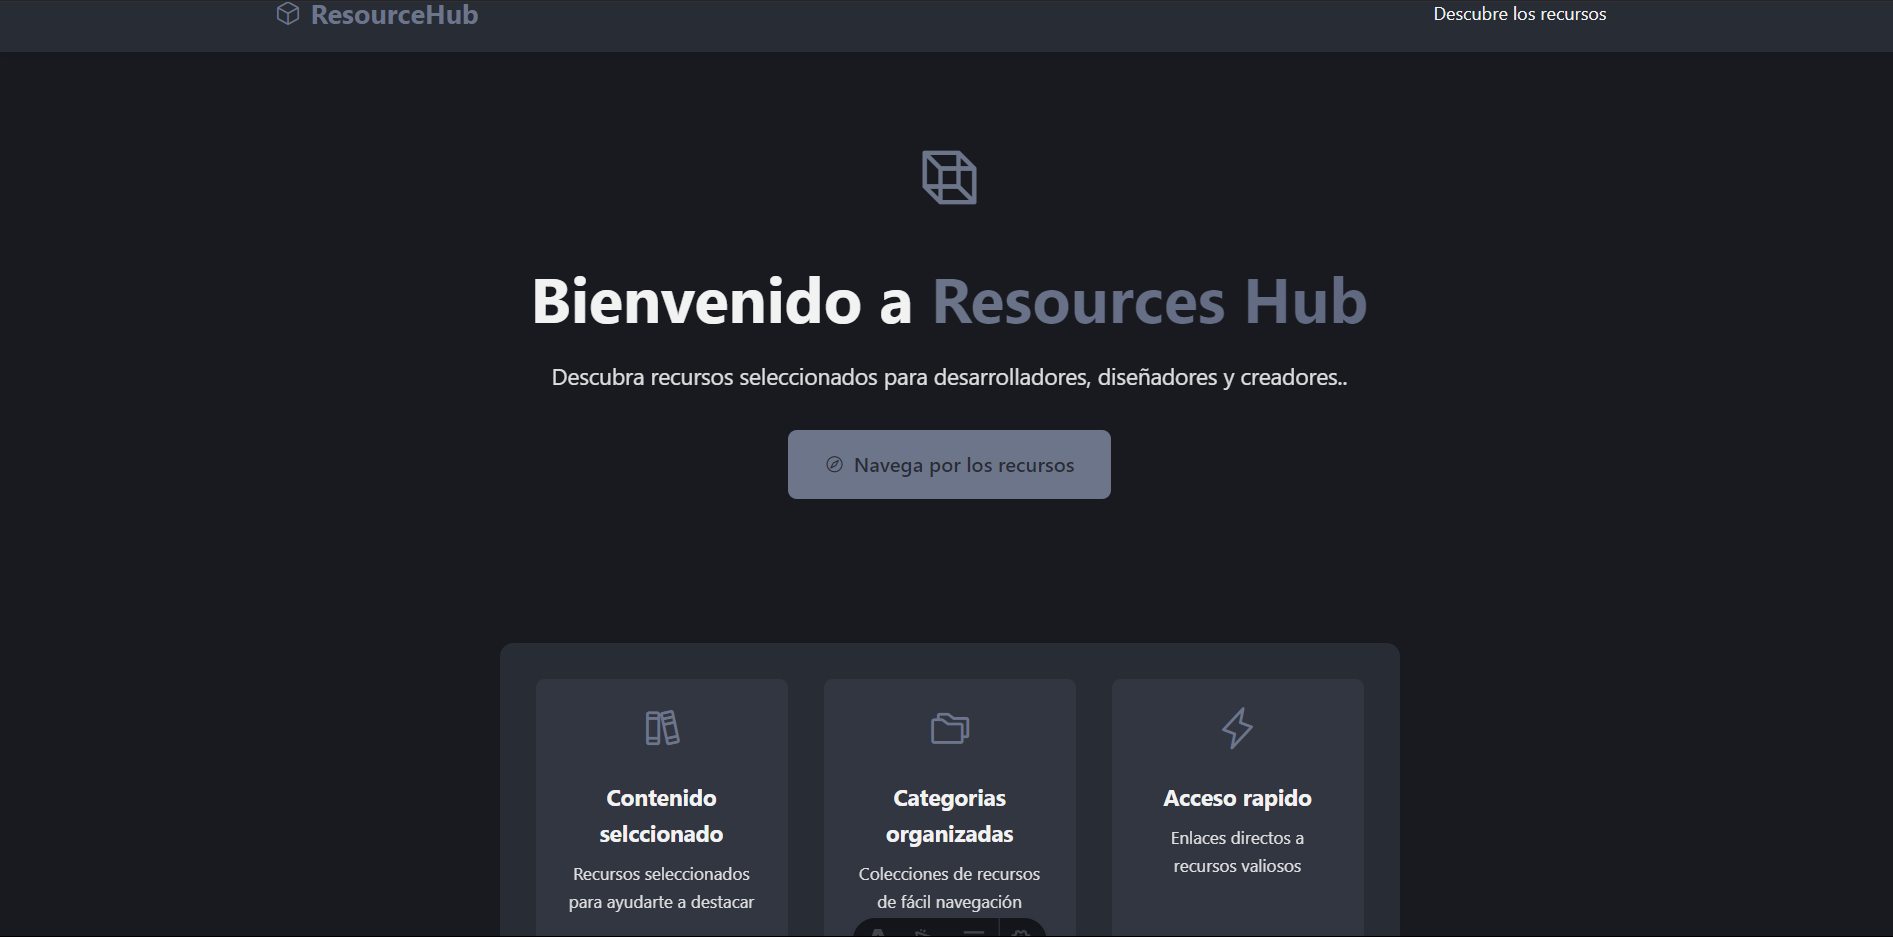 ResourceHub
Descubre los recursos
Bienvenido a Resources Hub
Descubra recursos seleccionados para desarrolladores, diseñadores y creadores..
Navega por los recursos
Contenido
selccionado
Recursos seleccionados
para ayudarte a destacar
Categorias
organizadas
Colecciones de recursos
de fácil navegación
Acceso rapido
Enlaces directos a
recursos valiosos